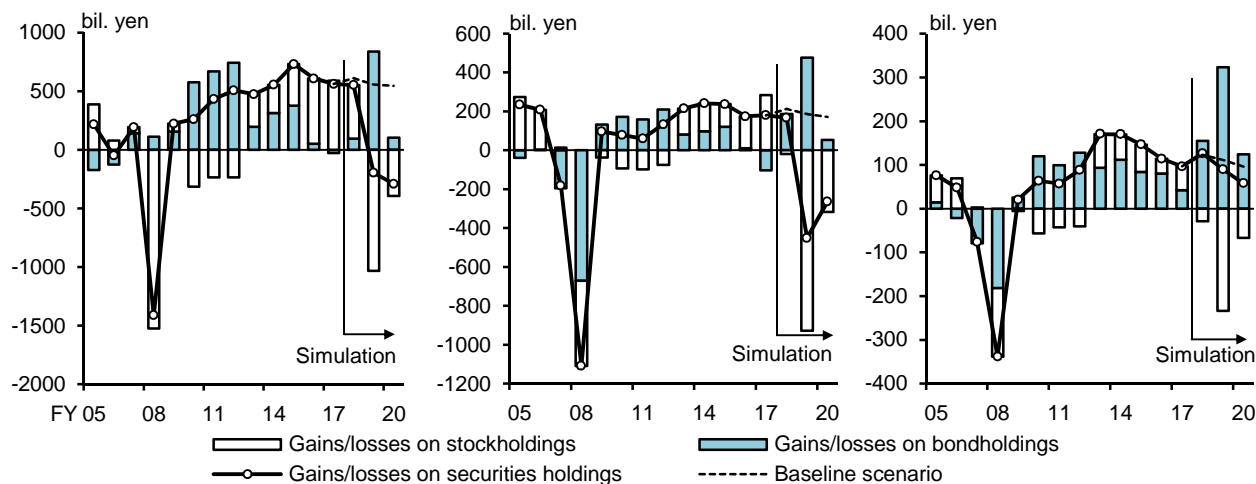 bil. yen
1000
500
0
-500
-1000
-1500
-2000
Simulation
FY 05 08 11 14 17 20
bil. yen
600
400
200
0
-200
-400
-600
-800
-1000
-1200
Simulation
05 08 11 14 17 20
bil. yen
400
300
200
100
0
-100
-200
-300
-400
Simulation
05 08 11 14 17 20
Gains/losses on stockholdings
Gains/losses on bondholdings
Gains/losses on securities holdings
Baseline scenario